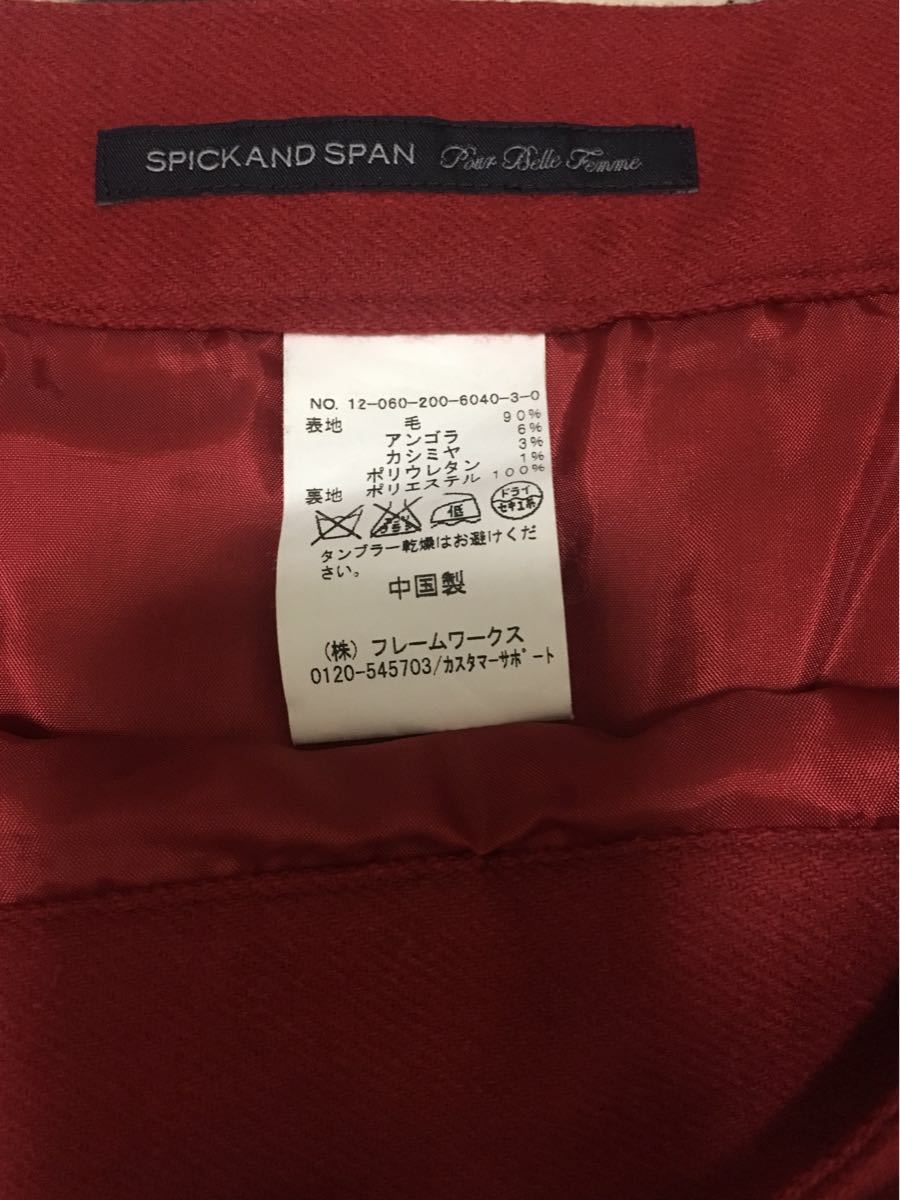 SPICK AND SPAN Pour Belle Femme
NO. 12-060-200-6040-3-0
表地 毛 90%
アンゴラ 6%
カシミヤ 3%
ポリウレタン 1%
裏地 ポリエステル 100%
低 ドライ
セキユ系
タンブラー乾燥はお避けくだ
さい。
中国製
(株) フレームワークス
0120-545703/カスタマーサポート